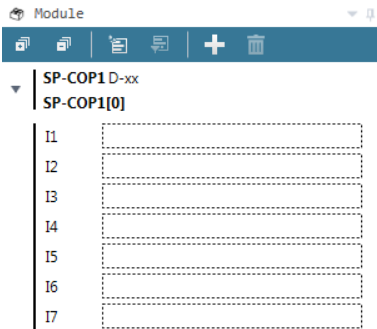 Module
SP-COP1 D-xx
SP-COP1[0]
I1
I2
I3
I4
I5
I6
I7